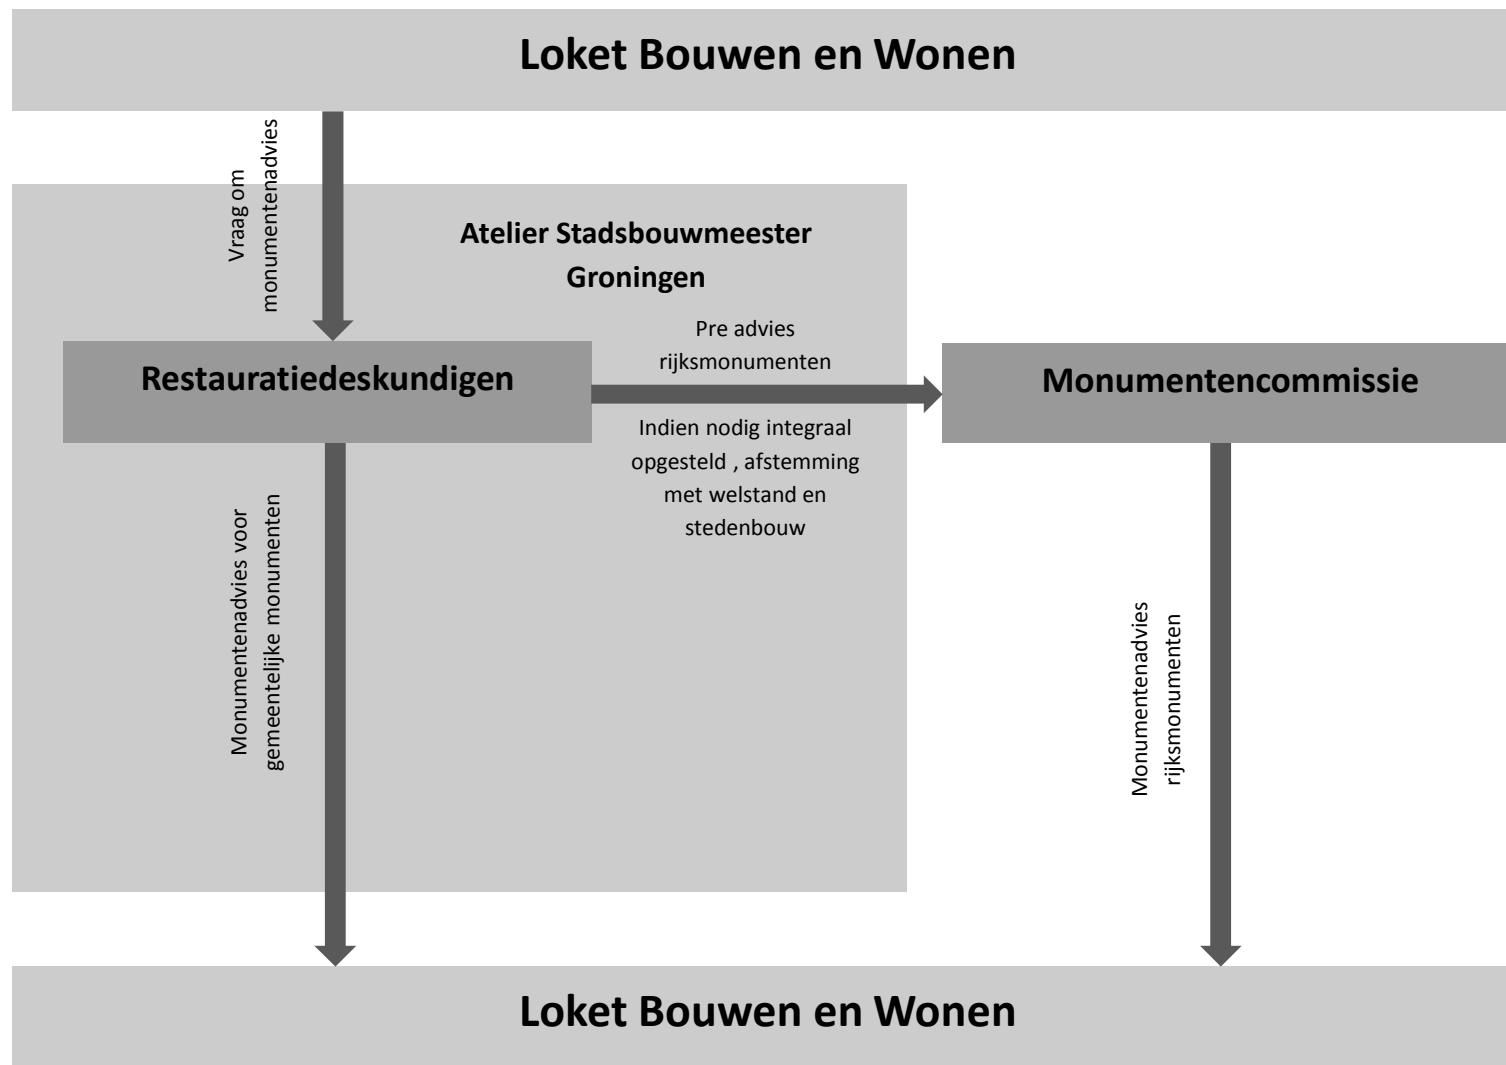 Loket Bouwen en Wonen
Vraag om
monumentenadvies
Atelier Stadsbouwmeester
Groningen
Pre advies
rijksmonumenten
Restauratiedeskundigen
Monumentencommissie
Indien nodig integraal
opgesteld , afstemming
met welstand en
stedenbouw
Monumentenadvies voor
gemeentelijke monumenten
Monumentenadvies
rijksmonumenten
Loket Bouwen en Wonen